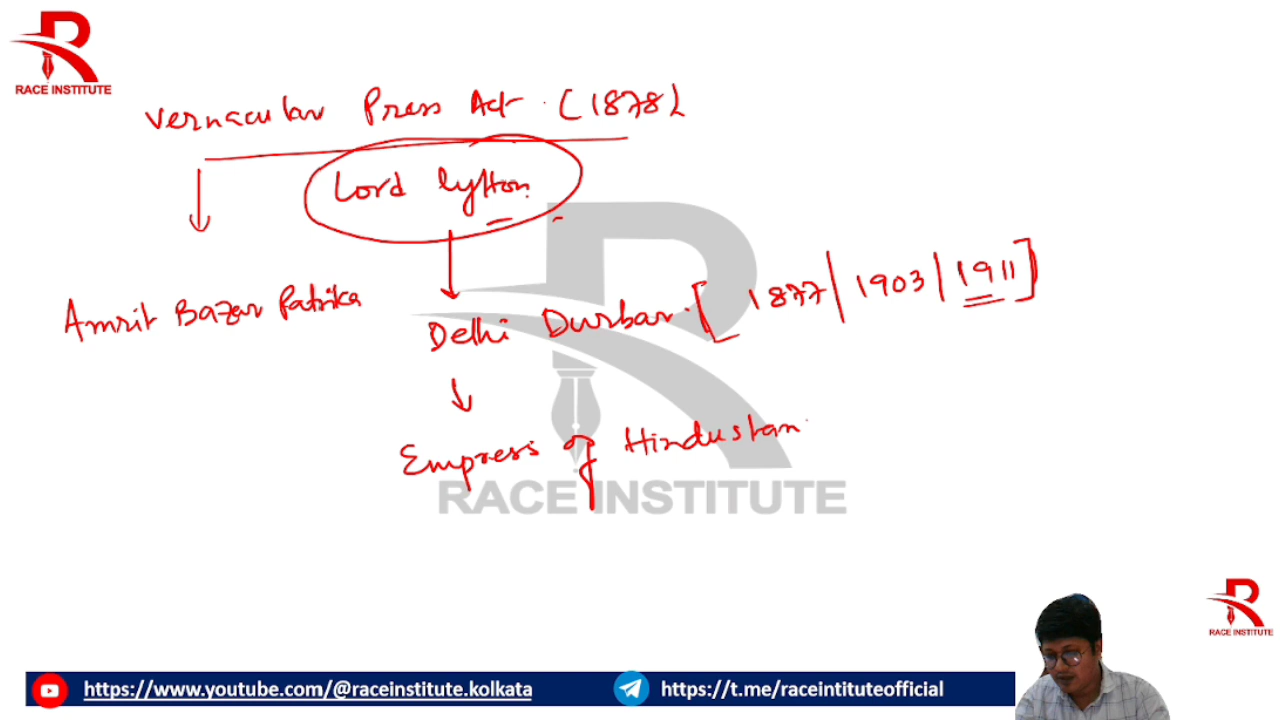 RACE INSTITUTE
Vernacular Press Act (1878)
Lord Lytton
Amrit Bazar Patrika
Delhi Durbar [1877/1903/1911]
Empress of Hindustan
RACE INSTITUTE
RACE INSTITUTE
https://www.youtube.com/@raceinstitute.kolkata
https://t.me/raceintituteofficial